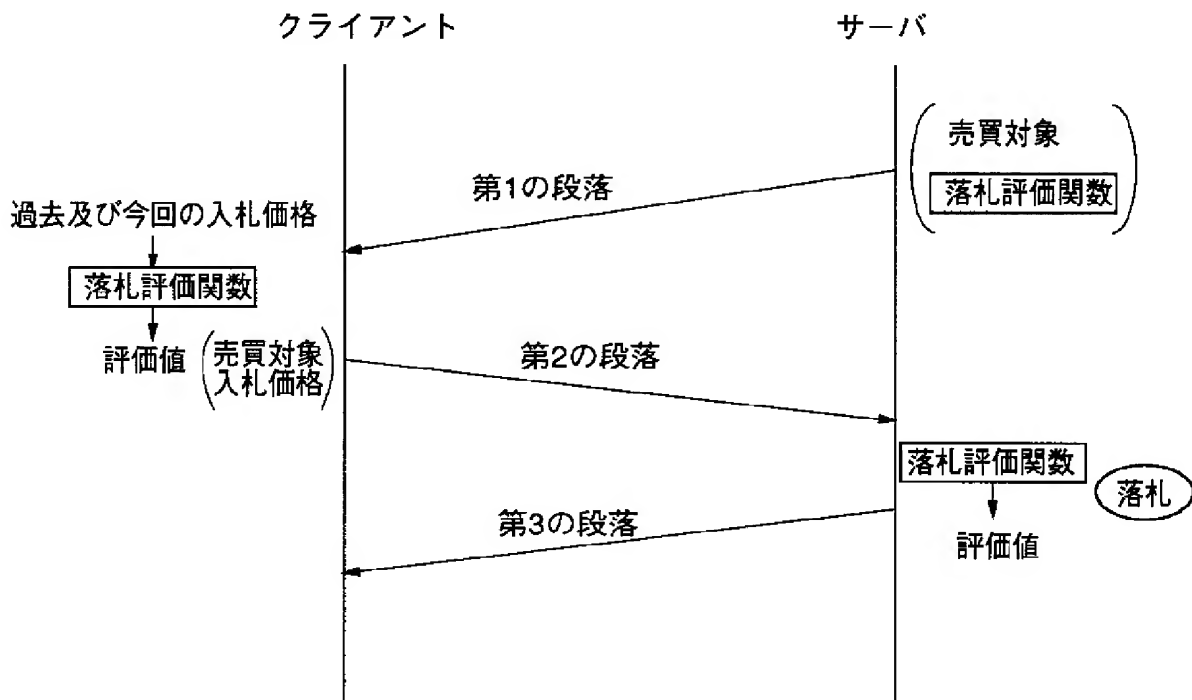 クライアント
サーバ
売買対象
落札評価関数
第1の段落
過去及び今回の入札価格
落札評価関数
評価値
売買対象
入札価格
第2の段落
落札評価関数
落札
評価値
第3の段落